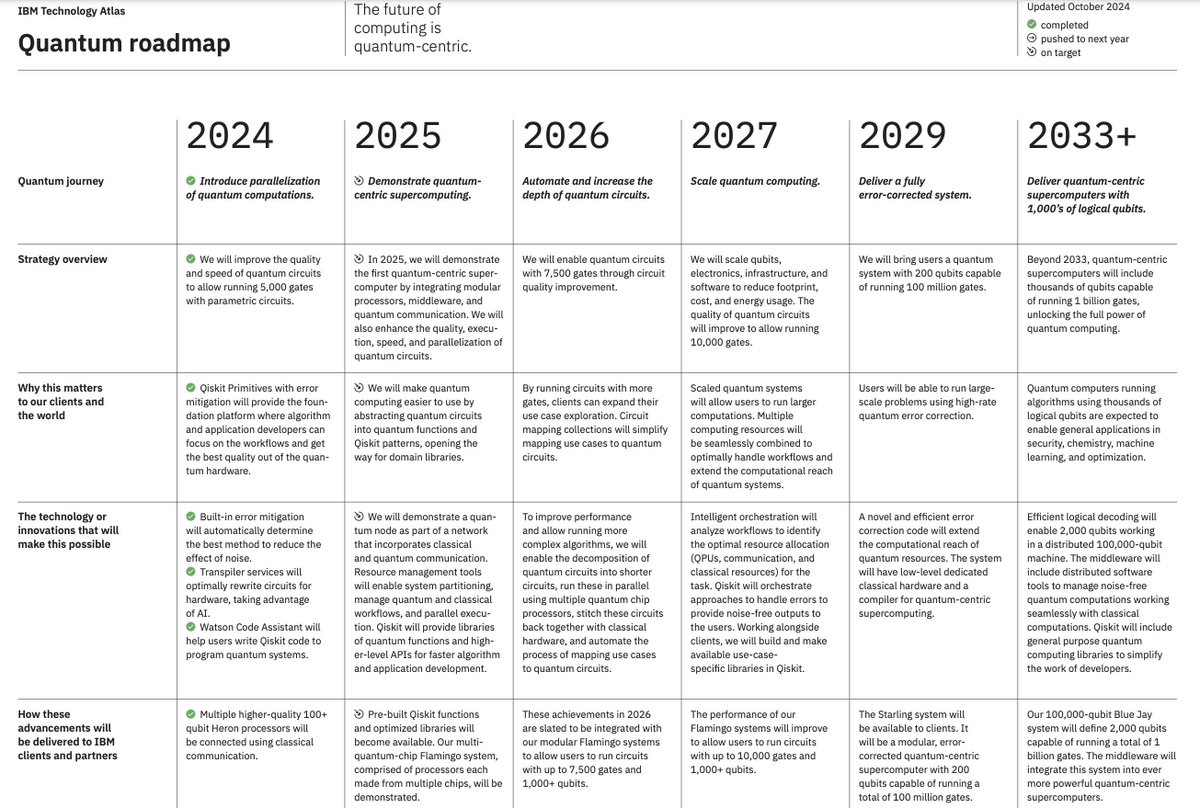 IBM Technology Atlas
Quantum roadmap
The future of
computing is
quantum-centric.
Updated October 2024
completed
pushed to next year
on target
2024
2025
2026
2027
2029
2033+
Quantum journey
Introduce parallelization
of quantum computations.
Demonstrate quantum-
centric supercomputing.
Automate and increase the
depth of quantum circuits.
Scale quantum computing.
Deliver a fully
error-corrected system.
Deliver quantum-centric
supercomputers with
1,000's of logical qubits.
Strategy overview
We will improve the quality
and speed of quantum circuits
to allow running 5,000 gates
with parametric circuits.
In 2025, we will demonstrate
the first quantum-centric super-
computer by integrating modular
processors, middleware, and
quantum communication. We will
also enhance the quality, execu-
tion, speed, and parallelization of
quantum circuits.
We will enable quantum circuits
with 7,500 gates through circuit
quality improvement.
We will scale qubits,
electronics, infrastructure, and
software to reduce footprint,
cost, and energy usage. The
quality of quantum circuits
will improve to allow running
10,000 gates.
We will bring users a quantum
system with 200 qubits capable
of running 100 million gates.
Beyond 2033, quantum-centric
supercomputers will include
thousands of qubits capable
of running 1 billion gates,
unlocking the full power of
quantum computing.
Why this matters
to our clients and
the world
Qiskit Primitives with error
mitigation will provide the foun-
dation platform where algorithm
and application developers can
focus on the workflows and get
the best quality out of the quan-
tum hardware.
We will make quantum
computing easier to use by
abstracting quantum circuits
into quantum functions and
Qiskit patterns, opening the
way for domain libraries.
By running circuits with more
gates, clients can expand their
use case exploration. Circuit
mapping collections will simplify
mapping use cases to quantum
circuits.
Scaled quantum systems
will allow users to run larger
computations. Multiple
computing resources will
be seamlessly combined to
optimally handle workflows and
extend the computational reach
of quantum systems.
Users will be able to run large-
scale problems using high-rate
quantum error correction.
Quantum computers running
algorithms using thousands of
logical qubits are expected to
enable general applications in
security, chemistry, machine
learning, and optimization.
The technology or
innovations that will
make this possible
Built-in error mitigation
will automatically determine
the best method to reduce the
effect of noise.
Transpiler services will
optimally rewrite circuits for
hardware, taking advantage
of AI.
Watson Code Assistant will
help users write Qiskit code to
program quantum systems.
We will demonstrate a quan-
tum node as part of a network
that incorporates classical
and quantum communication.
Resource management tools
will enable system partitioning,
manage quantum and classical
workflows, and parallel execu-
tion. Qiskit will provide libraries
of quantum functions and high-
er-level APIs for faster algorithm
and application development.
To improve performance
and allow running more
complex algorithms, we will
enable the decomposition of
quantum circuits into shorter
circuits, run these in parallel
using multiple quantum chip
processors, stitch these circuits
back together with classical
hardware, and automate the
process of mapping use cases
to quantum circuits.
Intelligent orchestration will
analyze workflows to identify
the optimal resource allocation
(QPUs, communication, and
classical resources) for the
task. Qiskit will orchestrate
approaches to handle errors to
provide noise-free outputs to
the users. Working alongside
clients, we will build and make
available use-case-
specific libraries in Qiskit.
A novel and efficient error
correction code will extend
the computational reach of
quantum resources. The system
will have low-level dedicated
classical hardware and a
compiler for quantum-centric
supercomputing.
Efficient logical decoding will
enable 2,000 qubits working
in a distributed 100,000-qubit
machine. The middleware will
include distributed software
tools to manage noise-free
quantum computations working
seamlessly with classical
computations. Qiskit will include
general purpose quantum
computing libraries to simplify
the work of developers.
How these
advancements will
be delivered to IBM
clients and partners
Multiple higher-quality 100+
qubit Heron processors will
be connected using classical
communication.
Pre-built Qiskit functions
and optimized libraries will
become available. Our multi-
quantum-chip Flamingo system,
comprised of processors each
made from multiple chips, will be
demonstrated.
These achievements in 2026
are slated to be integrated with
our modular Flamingo systems
to allow users to run circuits
with up to 7,500 gates and
1,000+ qubits.
The performance of our
Flamingo systems will improve
to allow users to run circuits
with up to 10,000 gates and
1,000+ qubits.
The Starling system will
be available to clients. It
will be a modular, error-
corrected quantum-centric
supercomputer with 200
qubits capable of running a
total of 100 million gates.
Our 100,000-qubit Blue Jay
system will define 2,000 qubits
capable of running a total of 1
billion gates. The middleware will
integrate this system into ever
more powerful quantum-centric
supercomputers.